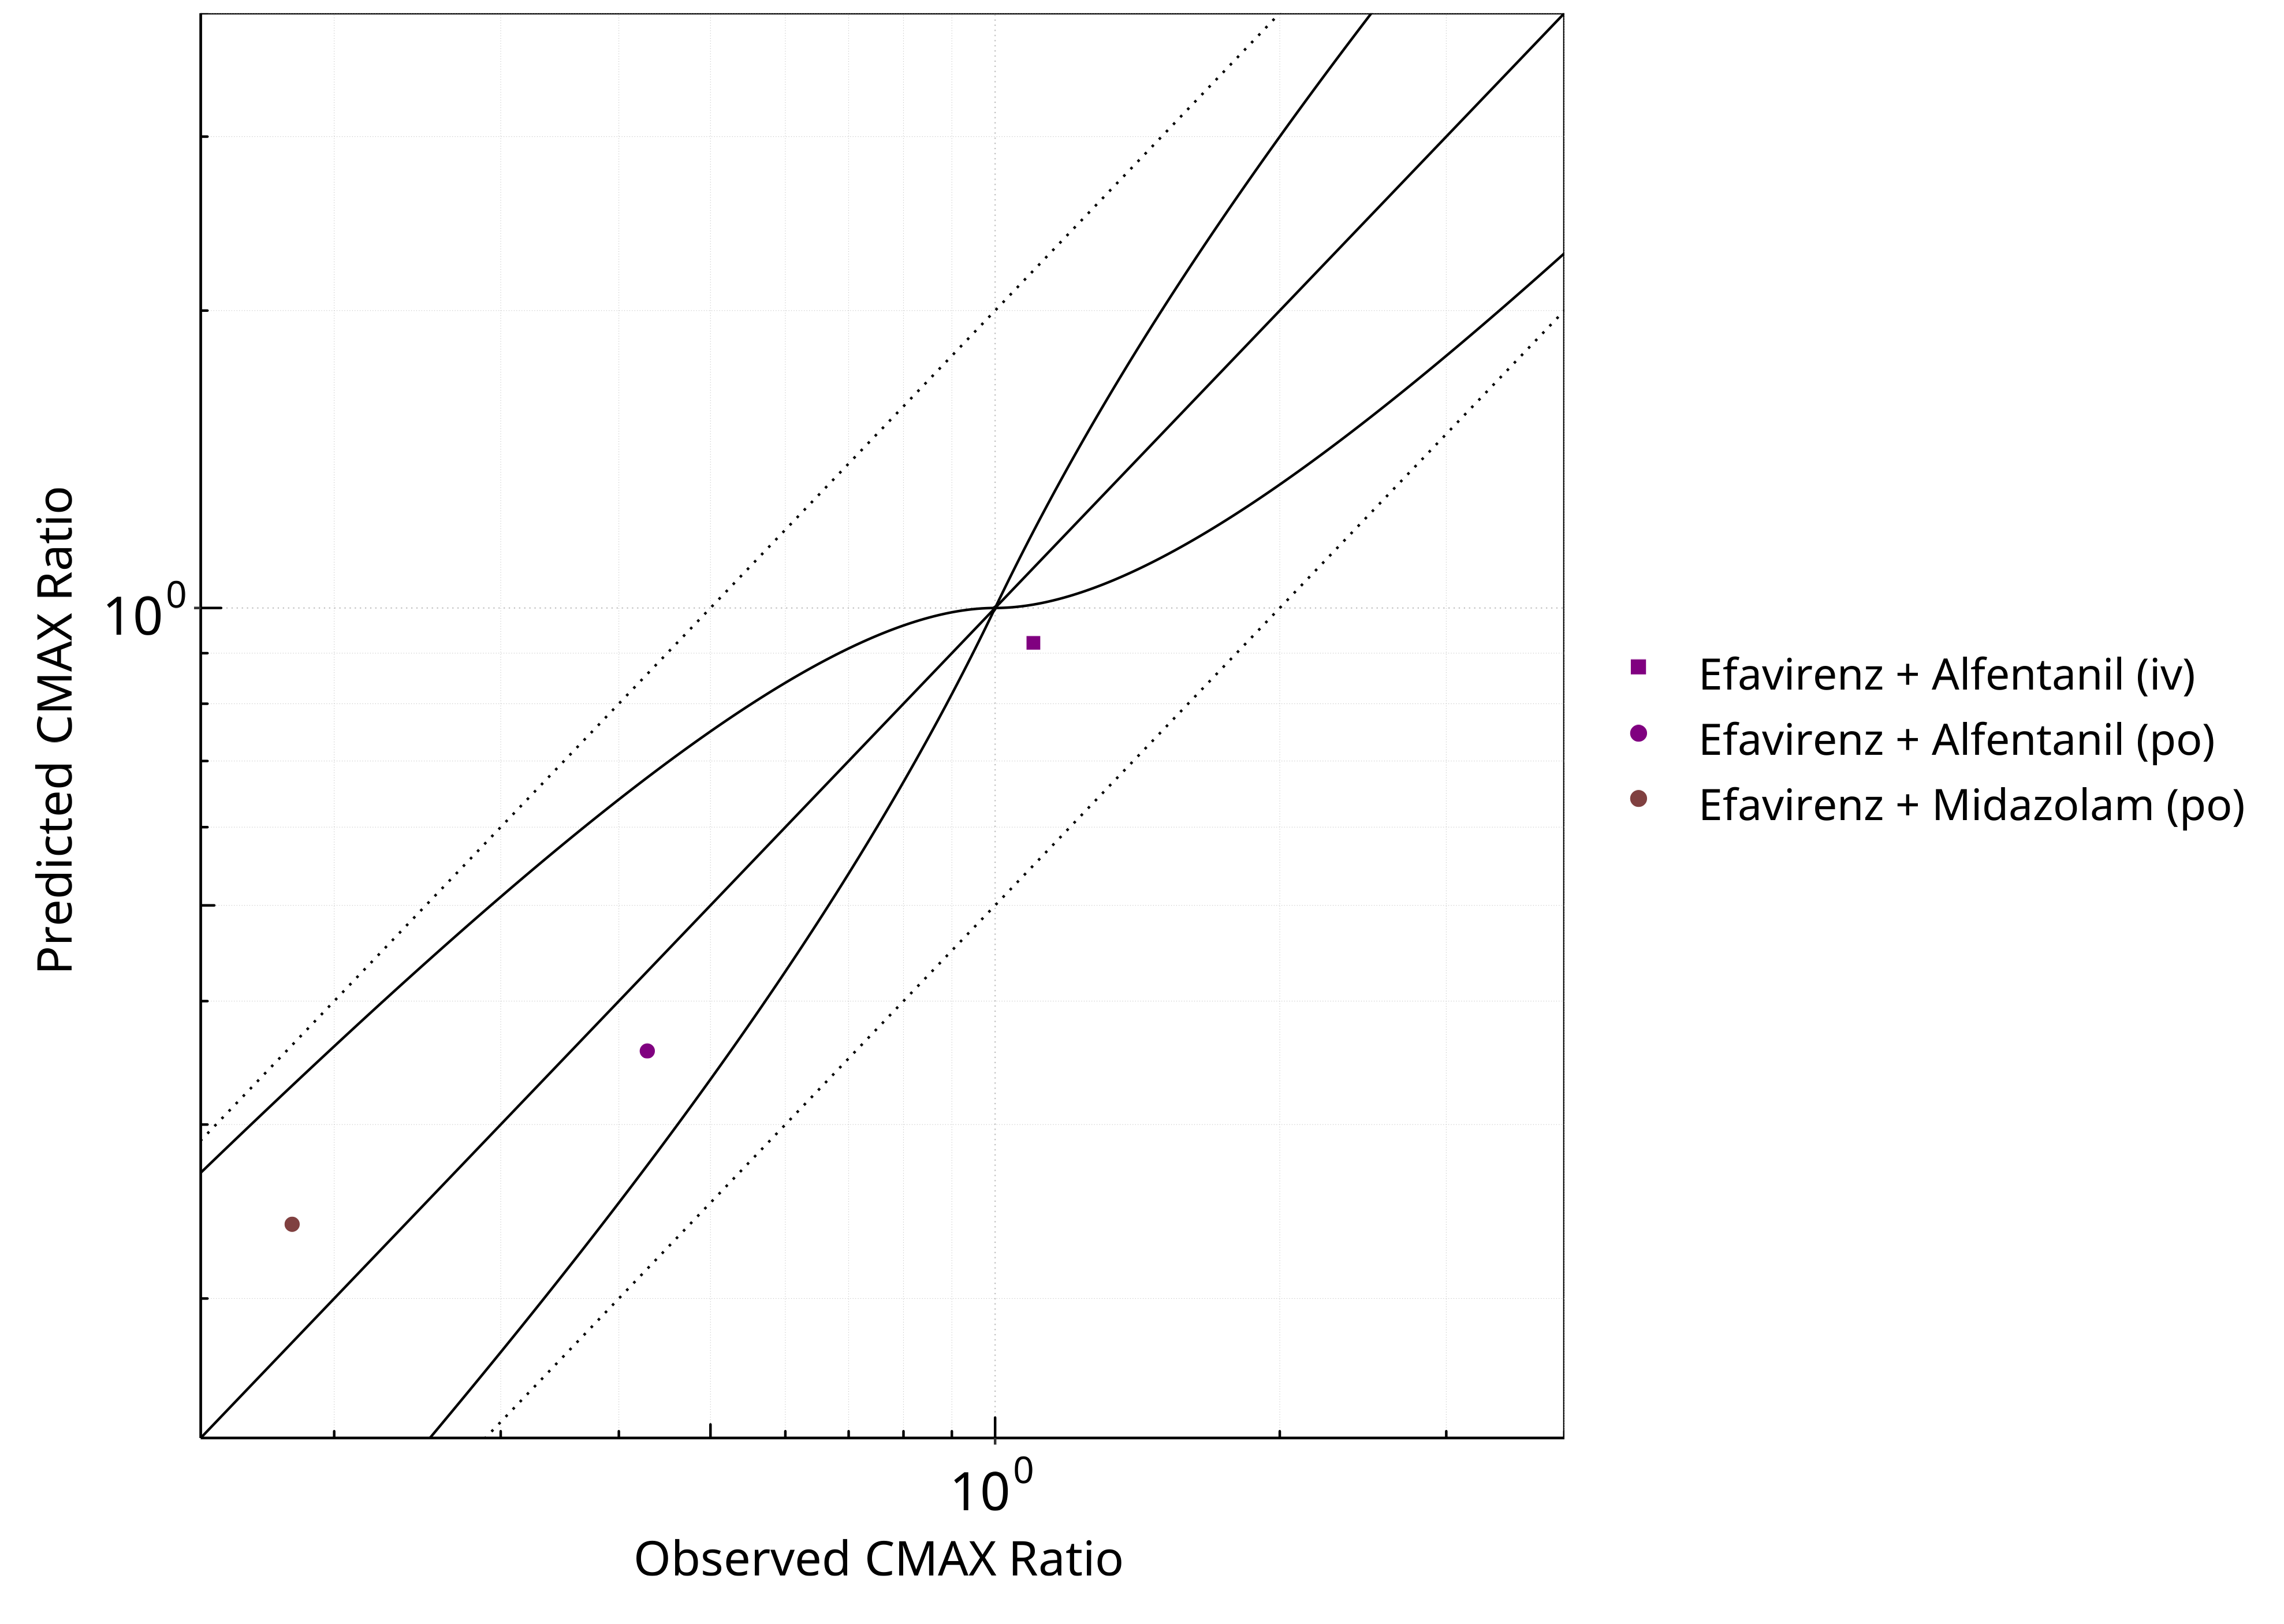 Predicted CMAX Ratio
10⁰
10⁰
Observed CMAX Ratio
Efavirenz + Alfentanil (iv)
Efavirenz + Alfentanil (po)
Efavirenz + Midazolam (po)